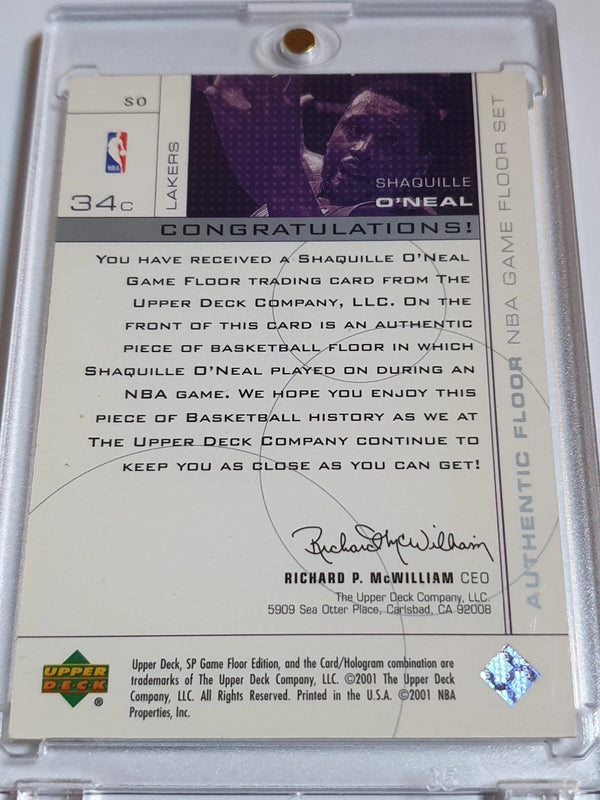 SO
NBA
34C
LAKERS
SHAQUILLE
O'NEAL
CONGRATULATIONS!
YOU HAVE RECEIVED A SHAQUILLE O'NEAL
GAME FLOOR TRADING CARD FROM THE
UPPER DECK COMPANY, LLC. ON THE
FRONT OF THIS CARD IS AN AUTHENTIC
PIECE OF BASKETBALL FLOOR IN WHICH
SHAQUILLE O'NEAL PLAYED ON DURING AN
NBA GAME. WE HOPE YOU ENJOY THIS
PIECE OF BASKETBALL HISTORY AS WE AT
THE UPPER DECK COMPANY CONTINUE TO
KEEP YOU AS CLOSE AS YOU CAN GET!
AUTHENTIC FLOOR NBA GAME FLOOR SET
Richard P McWilliam
RICHARD P. McWILLIAM CEO
The Upper Deck Company, LLC.
5909 Sea Otter Place, Carlsbad, CA 92008
UPPER
DECK
®
Upper Deck, SP Game Floor Edition, and the Card/Hologram combination are
trademarks of The Upper Deck Company, LLC. ©2001 The Upper Deck
Company, LLC. All Rights Reserved. Printed in the U.S.A. ©2001 NBA
Properties, Inc.
35